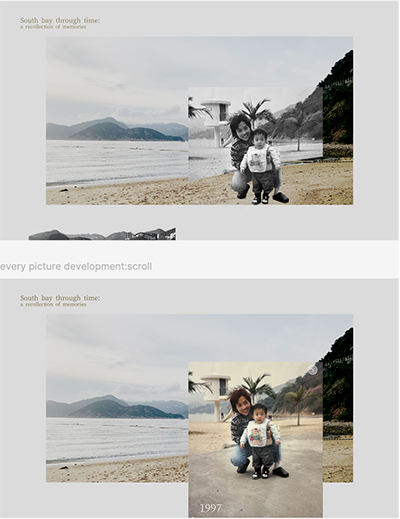 South bay through time:
a recollection of memories
every picture development:scroll
South bay through time:
a recollection of memories
1997